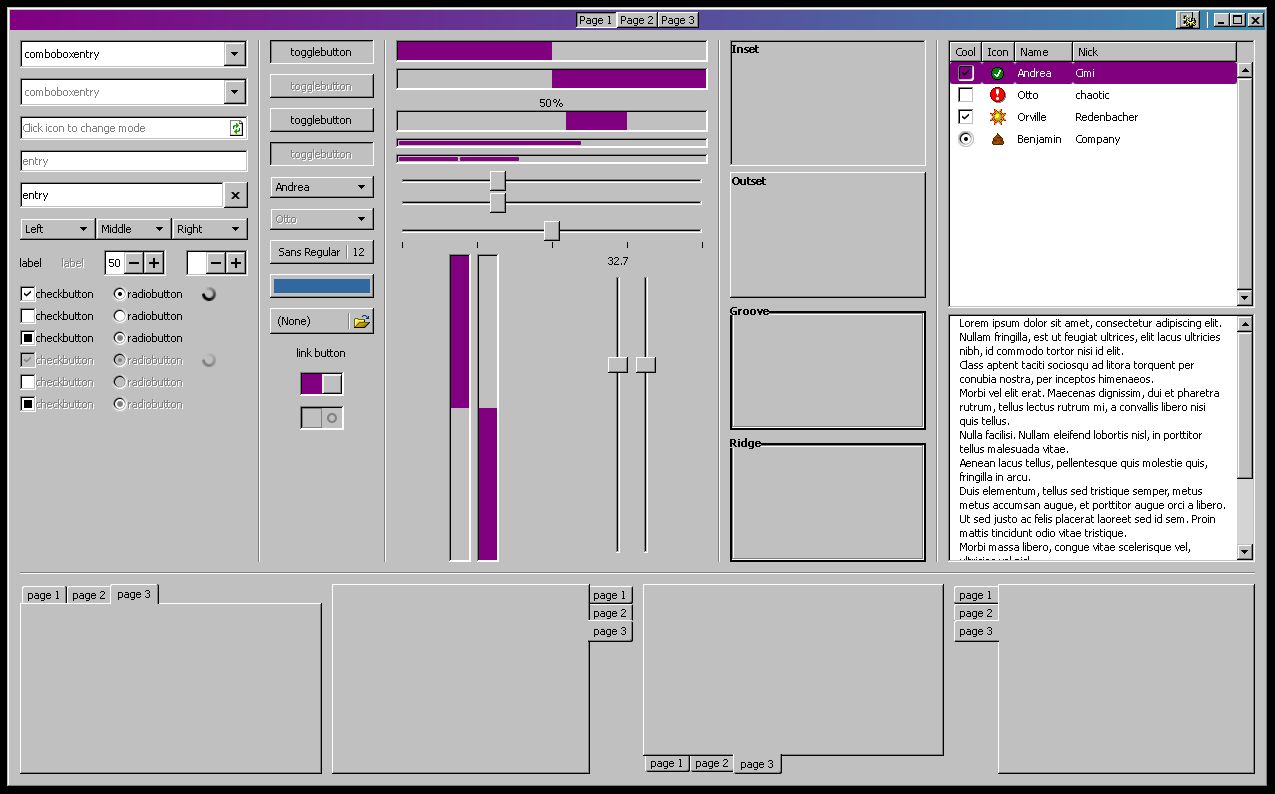 Page 1 Page 2 Page 3
comboboxentry
comboboxentry
Click icon to change mode
entry
entry
Left Middle Right
label label 50
checkbutton radiobutton
checkbutton radiobutton
checkbutton radiobutton
checkbutton radiobutton
checkbutton radiobutton
checkbutton radiobutton
togglebutton
togglebutton
togglebutton
togglebutton
Andrea
Otto
Sans Regular 12
(None)
link button
50%
32.7
Inset
Outset
Groove
Ridge
Cool Icon Name Nick
Andrea Cimi
Otto chaotic
Orville Redenbacher
Benjamin Company
Lorem ipsum dolor sit amet, consectetur adipiscing elit.
Nullam fringilla, est ut feugiat ultrices, elit lacus ultricies
nibh, id commodo tortor nisi id elit.
Class aptent taciti sociosqu ad litora torquent per
conubia nostra, per inceptos himenaeos.
Morbi vel elit erat. Maecenas dignissim, dui et pharetra
rutrum, tellus lectus rutrum mi, a convallis libero nisi
quis tellus.
Nulla facilisi. Nullam eleifend lobortis nisl, in porttitor
tellus malesuada vitae.
Aenean lacus tellus, pellentesque quis molestie quis,
fringilla in arcu.
Duis elementum, tellus sed tristique semper, metus
metus accumsan augue, et porttitor augue orci a libero.
Ut sed justo ac felis placerat laoreet sed id sem. Proin
mattis tincidunt odio vitae tristique.
Morbi massa libero, congue vitae scelerisque vel,
page 1 page 2 page 3
page 1
page 2
page 3
page 1 page 2 page 3
page 1
page 2
page 3